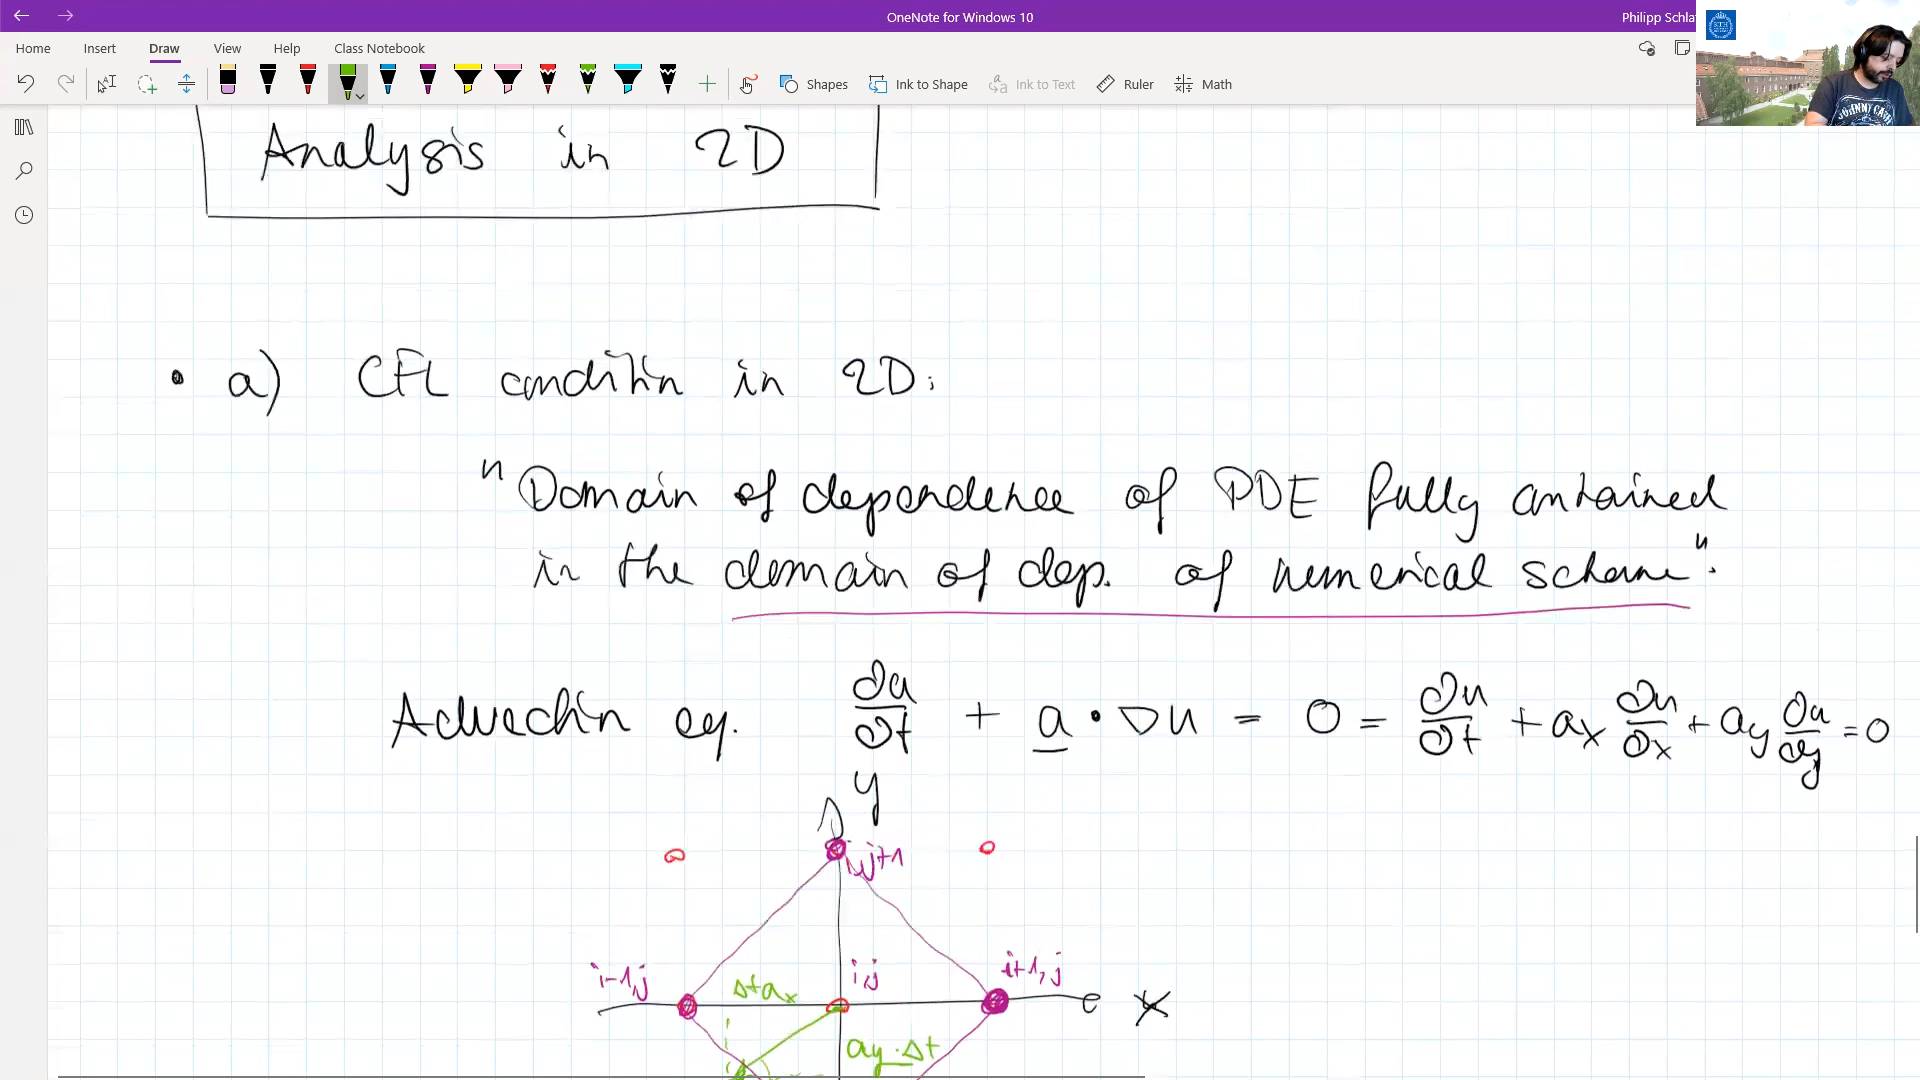 OneNote for Windows 10
Philipp Schla
Home Insert Draw View Help Class Notebook
Shapes Ink to Shape Ink to Text Ruler Math
Analysis in 2D
• a) CFL condition in 2D:
"Domain of dependence of PDE fully contained
in the domain of dep. of numerical scheme".
Advection eq. ∂u/∂t + a · ∇u = 0 = ∂u/∂t + ax ∂u/∂x + ay ∂u/∂y = 0
y
i,j+1
i-1,j Δtax i,j i+1,j
x
ay·Δt